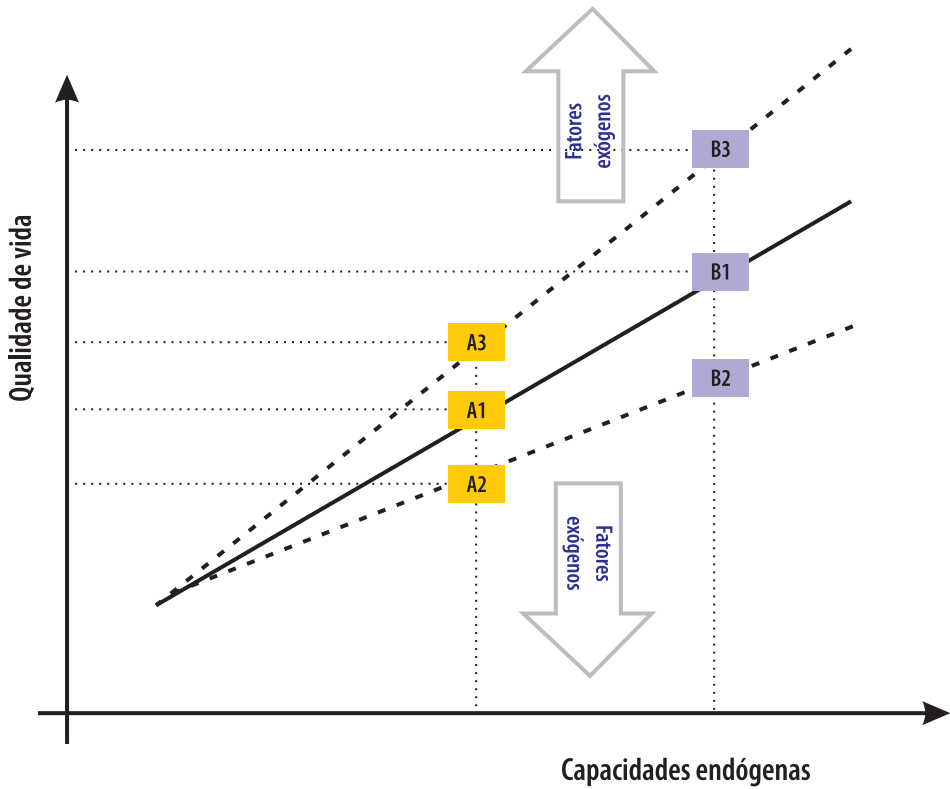 Fatores
exógenos
B3
Qualidade de vida
B1
A3
B2
A1
A2
Fatores
exógenos
Capacidades endógenas